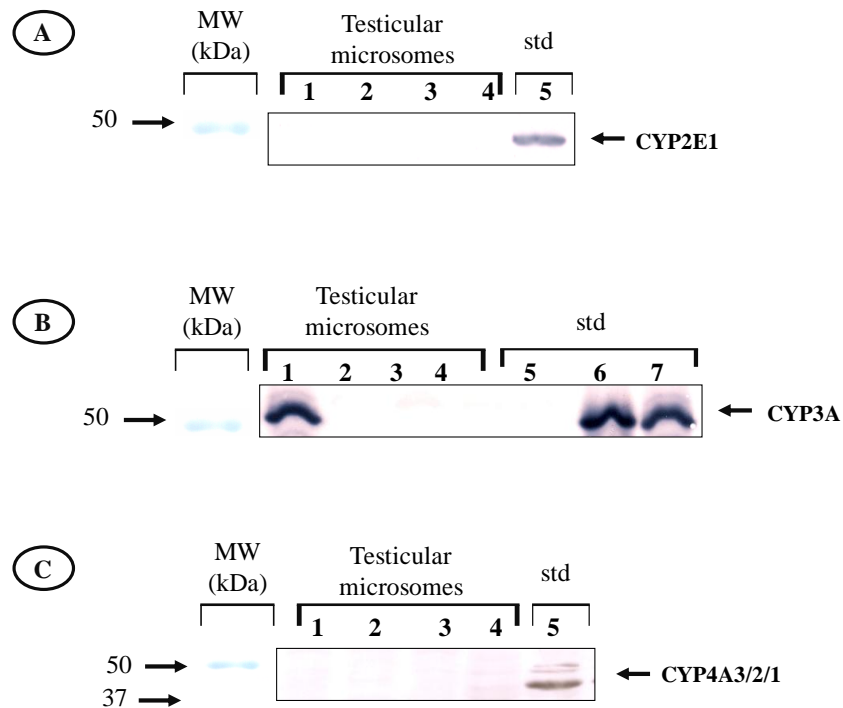 A
MW
(kDa)
Testicular
microsomes
std
1 2 3 4 5
50
CYP2E1
B
MW
(kDa)
Testicular
microsomes
std
1 2 3 4 5 6 7
50
CYP3A
C
MW
(kDa)
Testicular
microsomes
std
1 2 3 4 5
50
CYP4A3/2/1
37